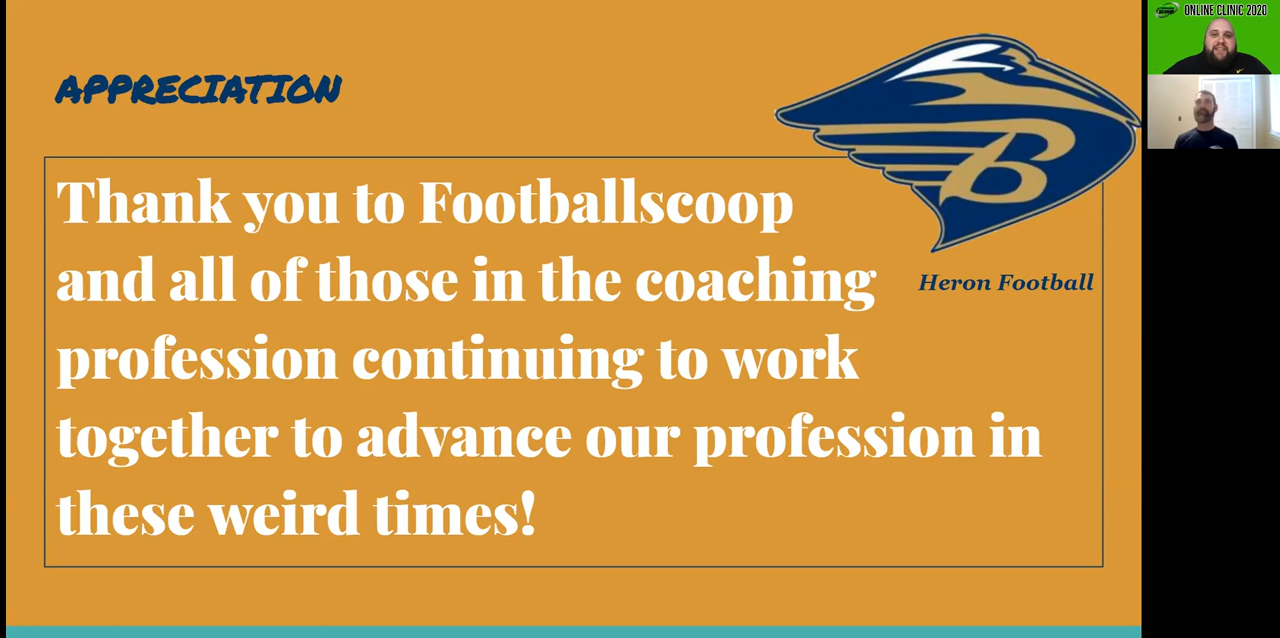 ONLINE CLINIC 2020
APPRECIATION
B
Thank you to Footballscoop
and all of those in the coaching
Heron Football
profession continuing to work
together to advance our profession in
these weird times!